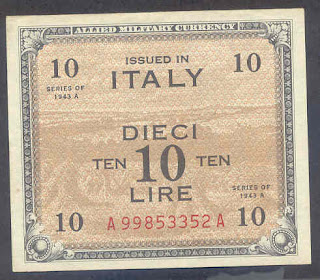 ALLIED MILITARY CURRENCY
10 ISSUED IN 10
ITALY
SERIES OF
1943 A
DIECI
TEN 10 TEN
LIRE
SERIES OF
1943 A
10 A 99853352 A 10